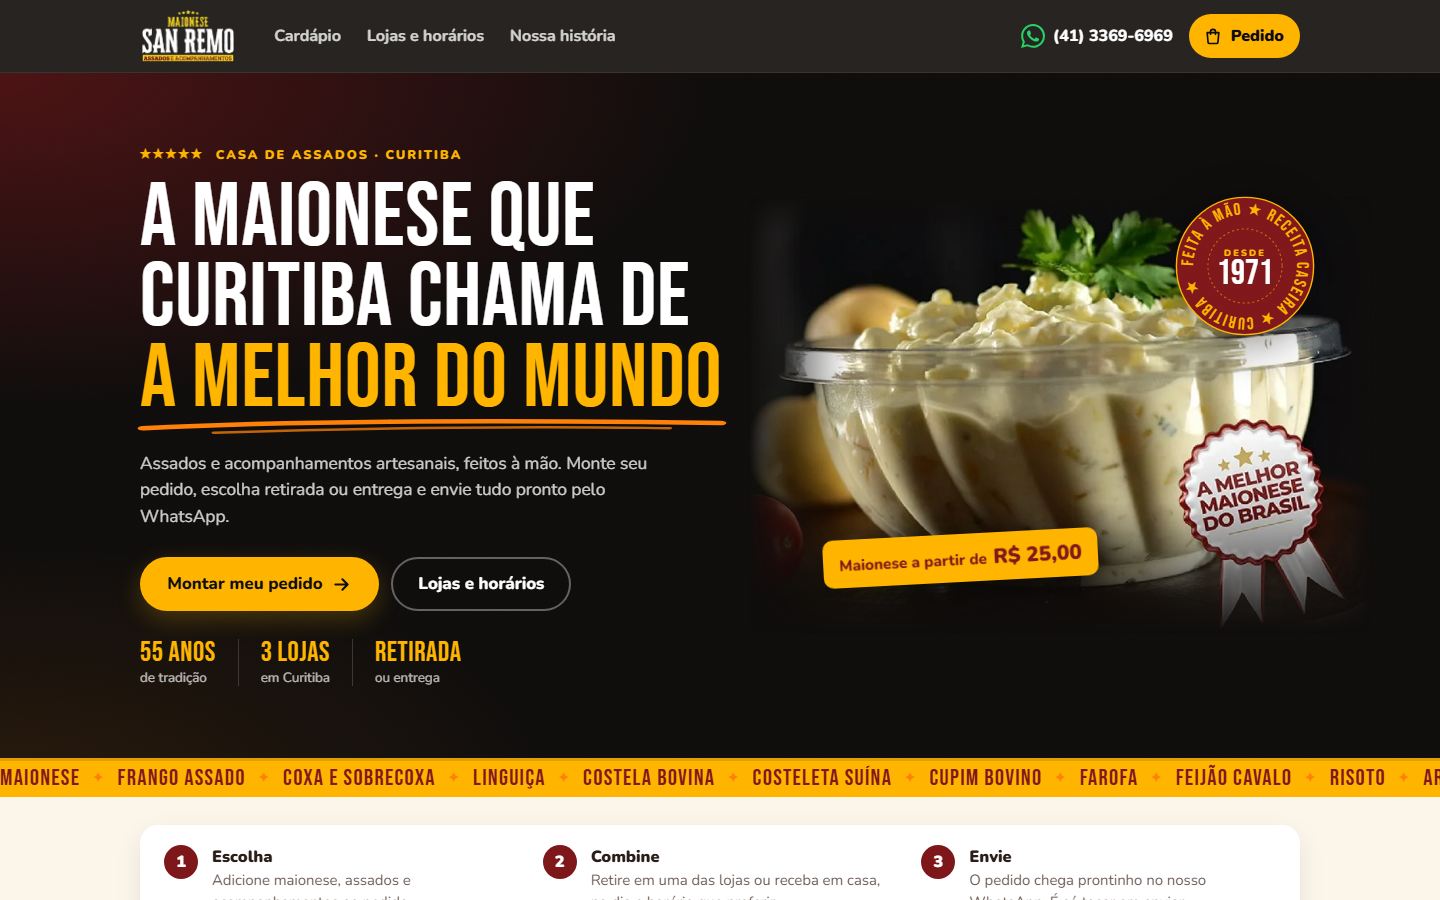 MAIONESE
SAN REMO
ASSADOS E ACOMPANHAMENTOS
Cardápio
Lojas e horários
Nossa história
(41) 3369-6969
Pedido
CASA DE ASSADOS · CURITIBA
A MAIONESE QUE
CURITIBA CHAMA DE
A MELHOR DO MUNDO
Assados e acompanhamentos artesanais, feitos à mão. Monte seu
pedido, escolha retirada ou entrega e envie tudo pronto pelo
WhatsApp.
Montar meu pedido →
Lojas e horários
55 ANOS
de tradição
3 LOJAS
em Curitiba
RETIRADA
ou entrega
FEITA À MÃO ★ RECEITA CASEIRA ★ CURITIBA ★
DESDE
1971
A MELHOR
MAIONESE
DO BRASIL
Maionese a partir de R$ 25,00
MAIONESE ✦ FRANGO ASSADO ✦ COXA E SOBRECOXA ✦ LINGUIÇA ✦ COSTELA BOVINA ✦ COSTELETA SUÍNA ✦ CUPIM BOVINO ✦ FAROFA ✦ FEIJÃO CAVALO ✦ RISOTO ✦
1
Escolha
Adicione maionese, assados e
2
Combine
Retire em uma das lojas ou receba em casa,
3
Envie
O pedido chega prontinho no nosso